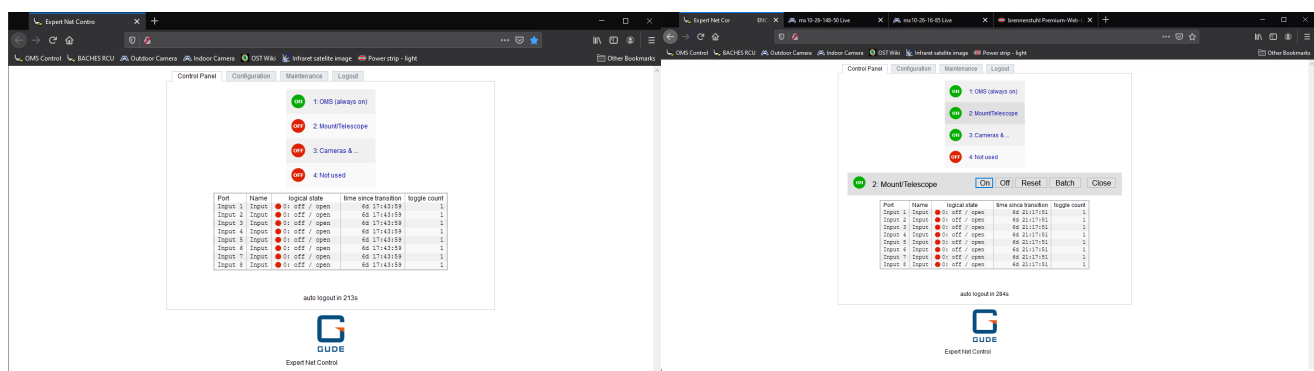 Expert Net Contro
OMS Control BACHES RCU Outdoor Camera Indoor Camera OST Wiki Infraret satelite image Power strip - light Other Bookmarks
Control Panel Configuration Maintenance Logout
ON 1: OMS (always on)
OFF 2: Mount/Telescope
OFF 3: Cameras & ...
OFF 4: Not used
Port Name logical state time since transition toggle count
Input 1 Input 0: off / open 6d 17:43:59 1
Input 2 Input 0: off / open 6d 17:43:59 1
Input 3 Input 0: off / open 6d 17:43:59 1
Input 4 Input 0: off / open 6d 17:43:59 1
Input 5 Input 0: off / open 6d 17:43:59 1
Input 6 Input 0: off / open 6d 17:43:59 1
Input 7 Input 0: off / open 6d 17:43:59 1
Input 8 Input 0: off / open 6d 17:43:59 1
auto logout in 213s
GUDE
Expert Net Control
Expert Net Cor ENC mx10-26-148-50 Live mx10-26-16-85 Live brennenstuhl Premium-Web-
OMS Control BACHES RCU Outdoor Camera Indoor Camera OST Wiki Infraret satelite image Power strip - light Other Bookmarks
Control Panel Configuration Maintenance Logout
ON 1: OMS (always on)
ON 2: Mount/Telescope
ON 3: Cameras & ...
OFF 4: Not used
ON 2: Mount/Telescope On Off Reset Batch Close
Port Name logical state time since transition toggle count
Input 1 Input 0: off / open 6d 21:17:51 1
Input 2 Input 0: off / open 6d 21:17:51 1
Input 3 Input 0: off / open 6d 21:17:51 1
Input 4 Input 0: off / open 6d 21:17:51 1
Input 5 Input 0: off / open 6d 21:17:51 1
Input 6 Input 0: off / open 6d 21:17:51 1
Input 7 Input 0: off / open 6d 21:17:51 1
Input 8 Input 0: off / open 6d 21:17:51 1
auto logout in 284s
GUDE
Expert Net Control